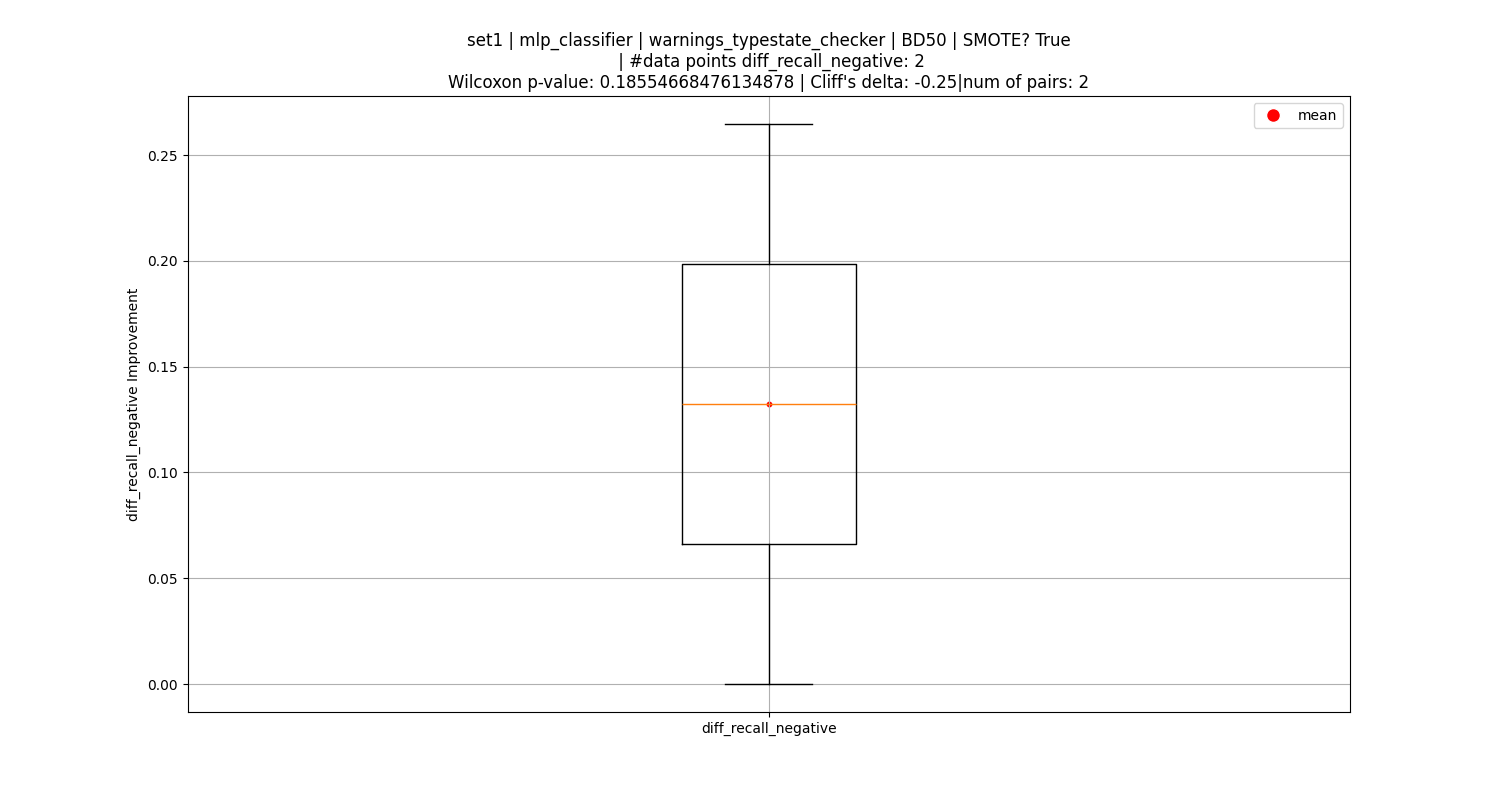 set1 | mlp_classifier | warnings_typestate_checker | BD50 | SMOTE? True
| #data points diff_recall_negative: 2
Wilcoxon p-value: 0.18554668476134878 | Cliff's delta: -0.25|num of pairs: 2
mean
0.25
0.20
0.15
0.10
0.05
0.00
diff_recall_negative Improvement
diff_recall_negative